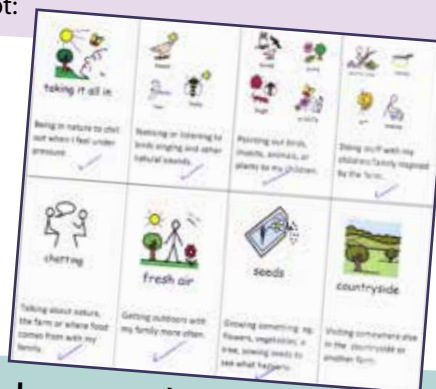 ot:
taking it all in
Being in nature to chill
out when I feel under
pressure
Noticing or listening to
birds singing and other
natural sounds.
Pointing out birds,
insects, animals, or
plants to my children.
Doing stuff with my
children/family inspired
by the farm.
chatting
Talking about nature,
the farm or where food
comes from with my
family.
fresh air
Getting outdoors with
my family more often.
seeds
Growing something eg.
flowers, vegetables, a
tree, sowing seeds to
see what happens.
countryside
Visiting somewhere else
in the countryside or
another farm.